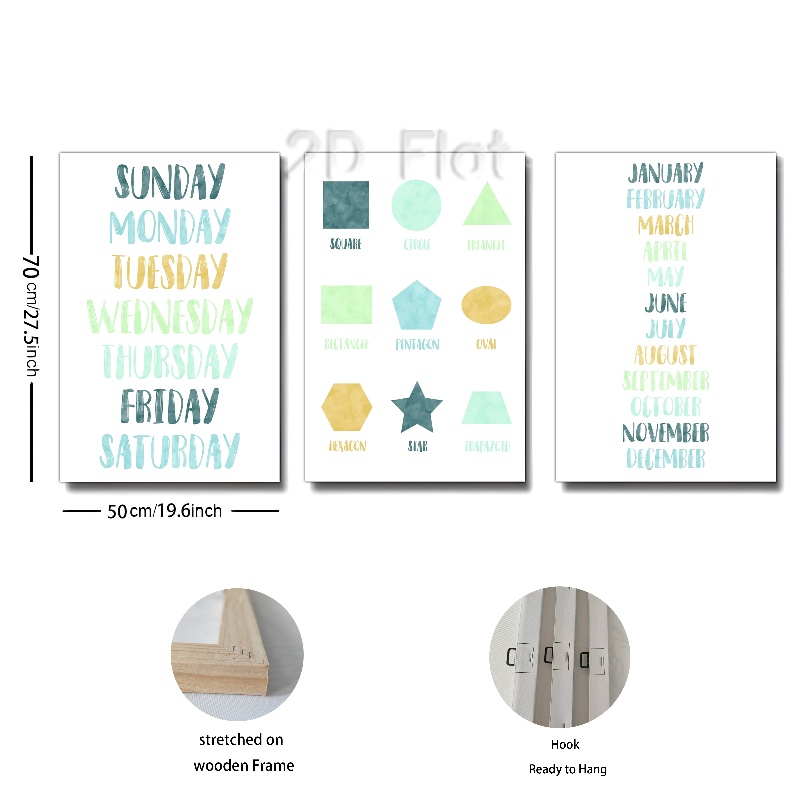 2D Flat
SUNDAY
MONDAY
TUESDAY
WEDNESDAY
THURSDAY
FRIDAY
SATURDAY
SQUARE CIRCLE TRIANGLE
RECTANGLE PENTAGON OVAL
HEXAGON STAR TRAPAZOID
JANUARY
FEBRUARY
MARCH
APRIL
MAY
JUNE
JULY
AUGUST
SEPTEMBER
OCTOBER
NOVEMBER
DECEMBER
70 cm/27.5inch
50 cm/19.6inch
stretched on
wooden Frame
Hook
Ready to Hang